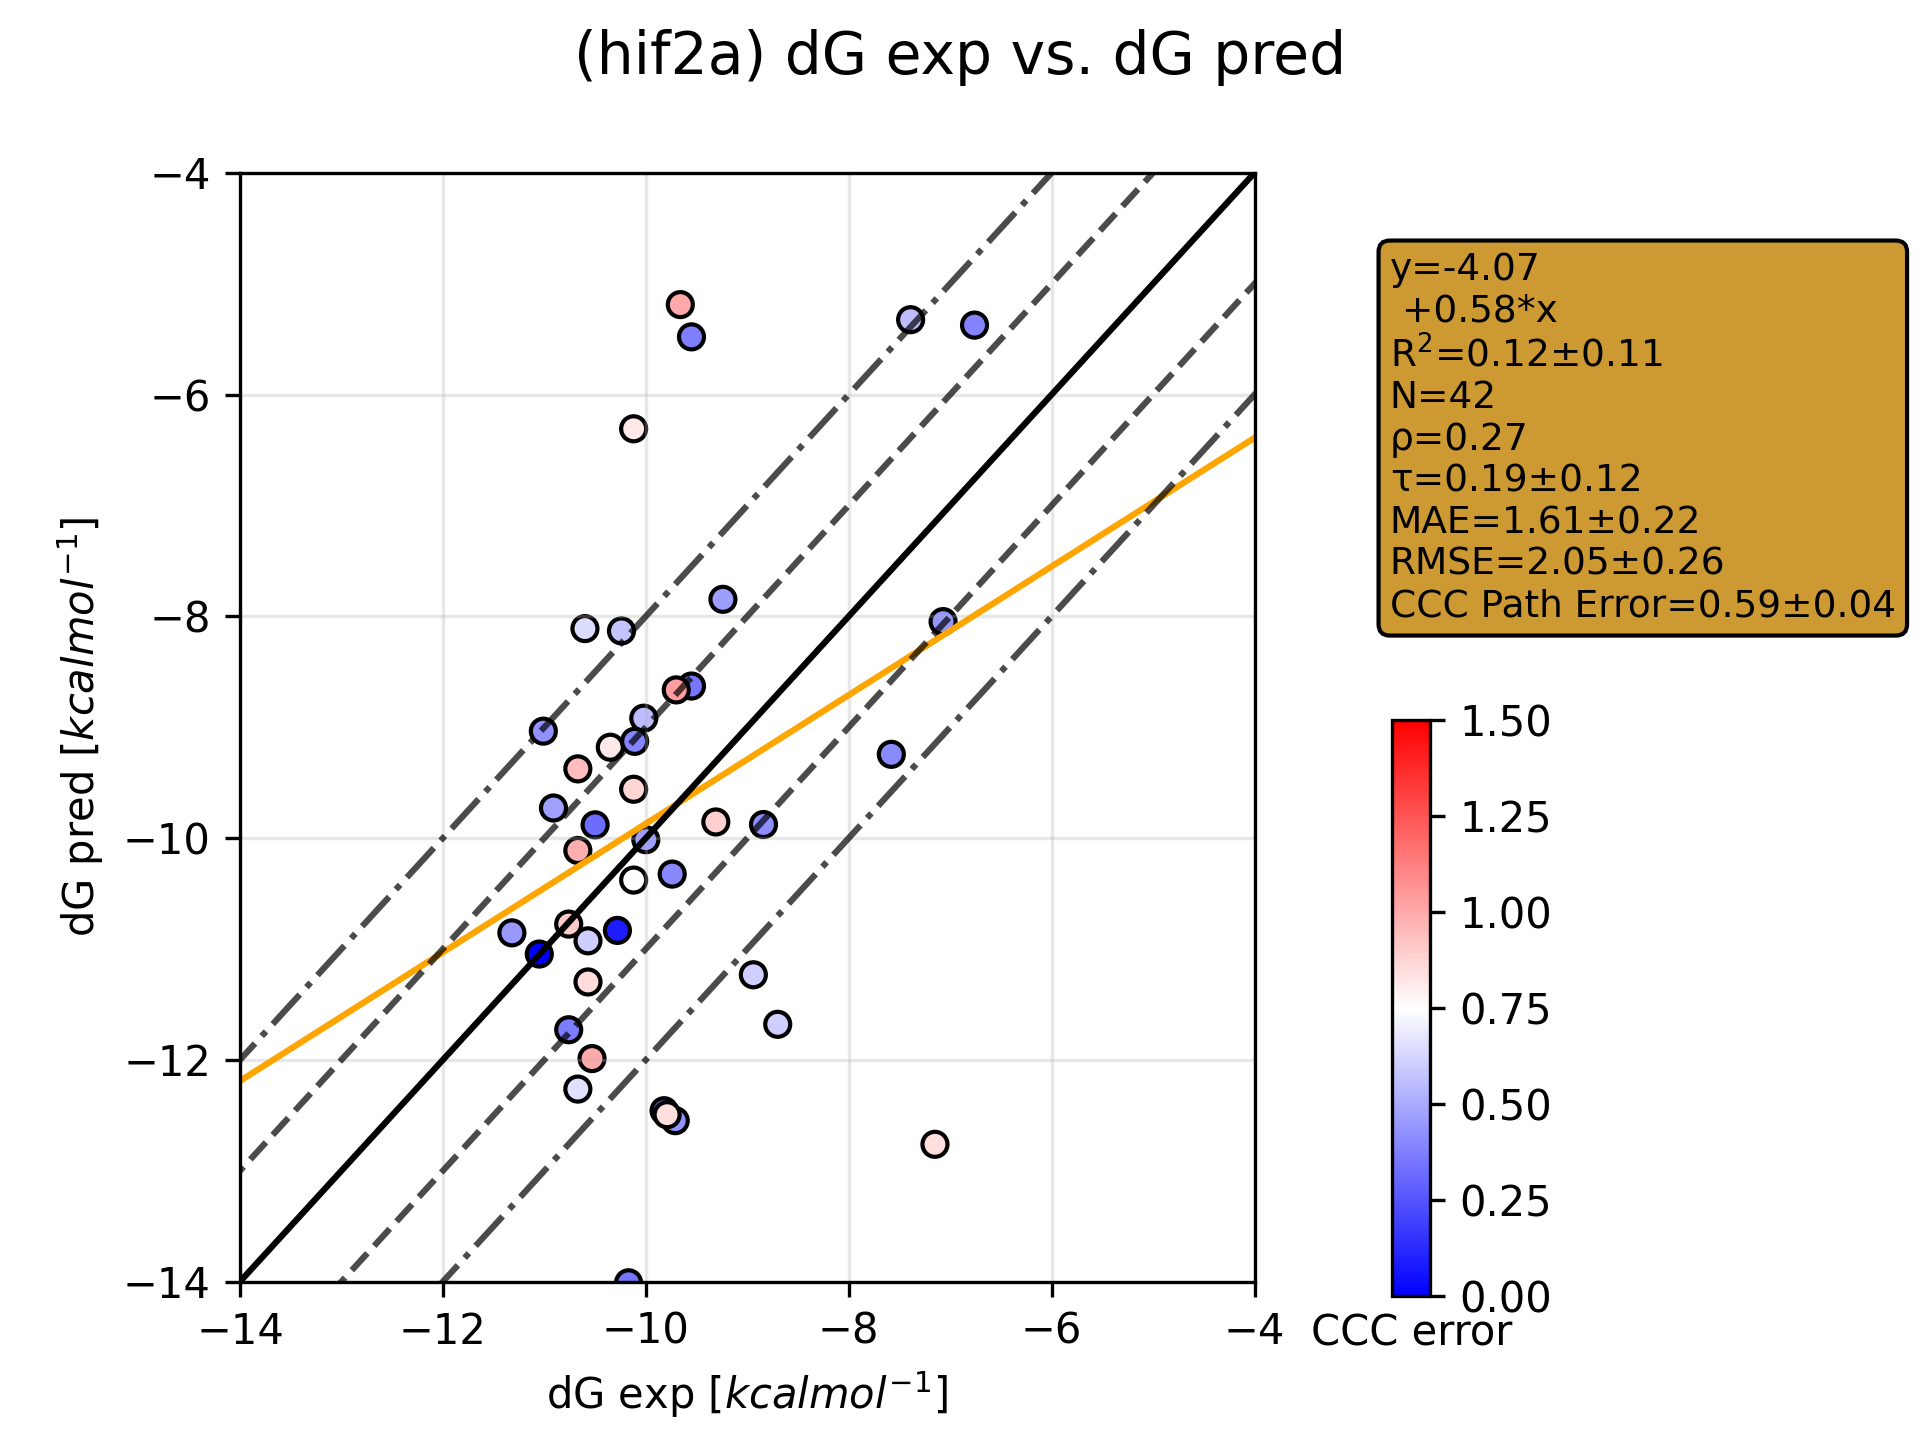 (hif2a) dG exp vs. dG pred
−4
−6
−8
−10
−12
−14
dG pred [kcalmol⁻¹]
−14
−12
−10
−8
−6
−4
dG exp [kcalmol⁻¹]
y=-4.07
+0.58*x
R²=0.12±0.11
N=42
ρ=0.27
τ=0.19±0.12
MAE=1.61±0.22
RMSE=2.05±0.26
CCC Path Error=0.59±0.04
1.50
1.25
1.00
0.75
0.50
0.25
0.00
CCC error